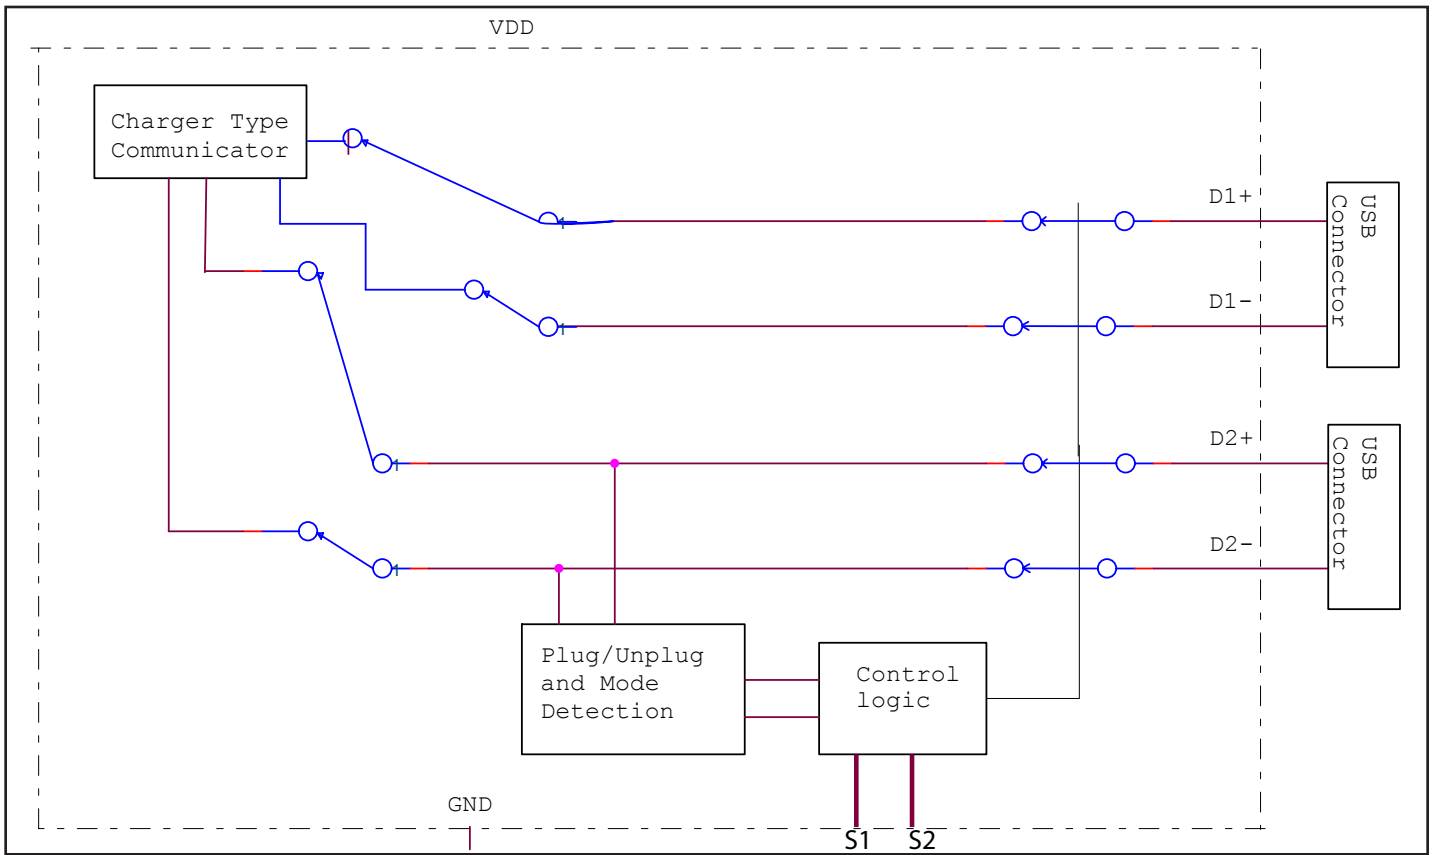 VDD
Charger Type
Communicator
D1+
USB
Connector
D1-
D2+
USB
Connector
D2-
Plug/Unplug
and Mode
Detection
Control
logic
GND
S1
S2